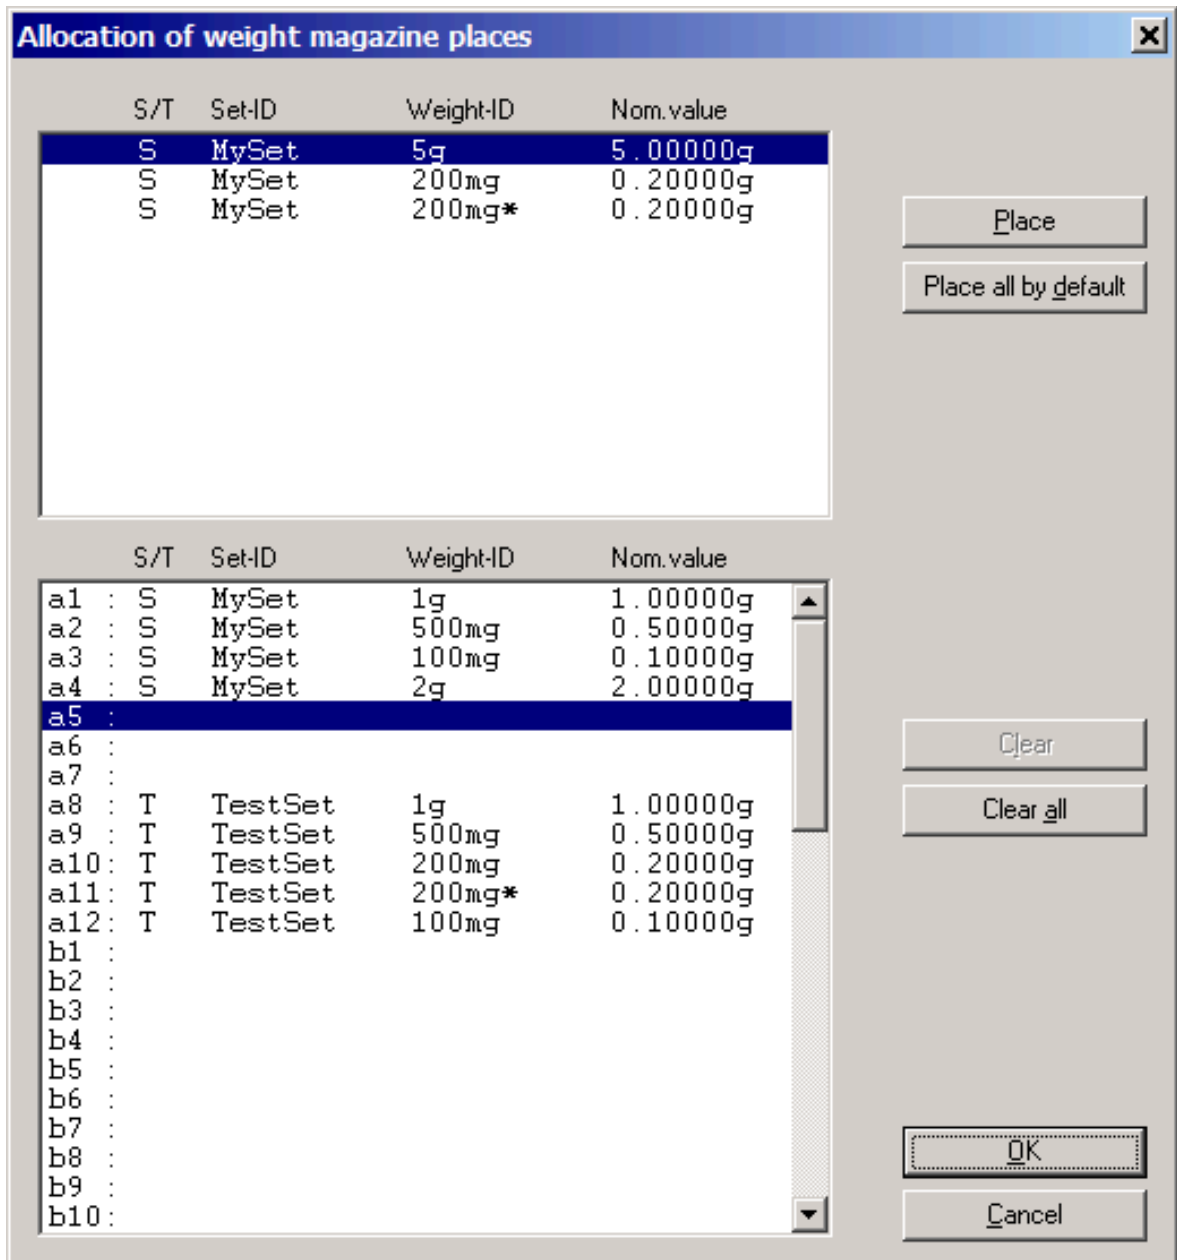 Allocation of weight magazine places
S/T Set-ID Weight-ID Nom.value
S MySet 5g 5.00000g
S MySet 200mg 0.20000g
S MySet 200mg* 0.20000g
Place
Place all by default
S/T Set-ID Weight-ID Nom.value
a1 : S MySet 1g 1.00000g
a2 : S MySet 500mg 0.50000g
a3 : S MySet 100mg 0.10000g
a4 : S MySet 2g 2.00000g
a5 :
a6 :
a7 :
a8 : T TestSet 1g 1.00000g
a9 : T TestSet 500mg 0.50000g
a10: T TestSet 200mg 0.20000g
a11: T TestSet 200mg* 0.20000g
a12: T TestSet 100mg 0.10000g
b1 :
b2 :
b3 :
b4 :
b5 :
b6 :
b7 :
b8 :
b9 :
b10:
Clear
Clear all
OK
Cancel